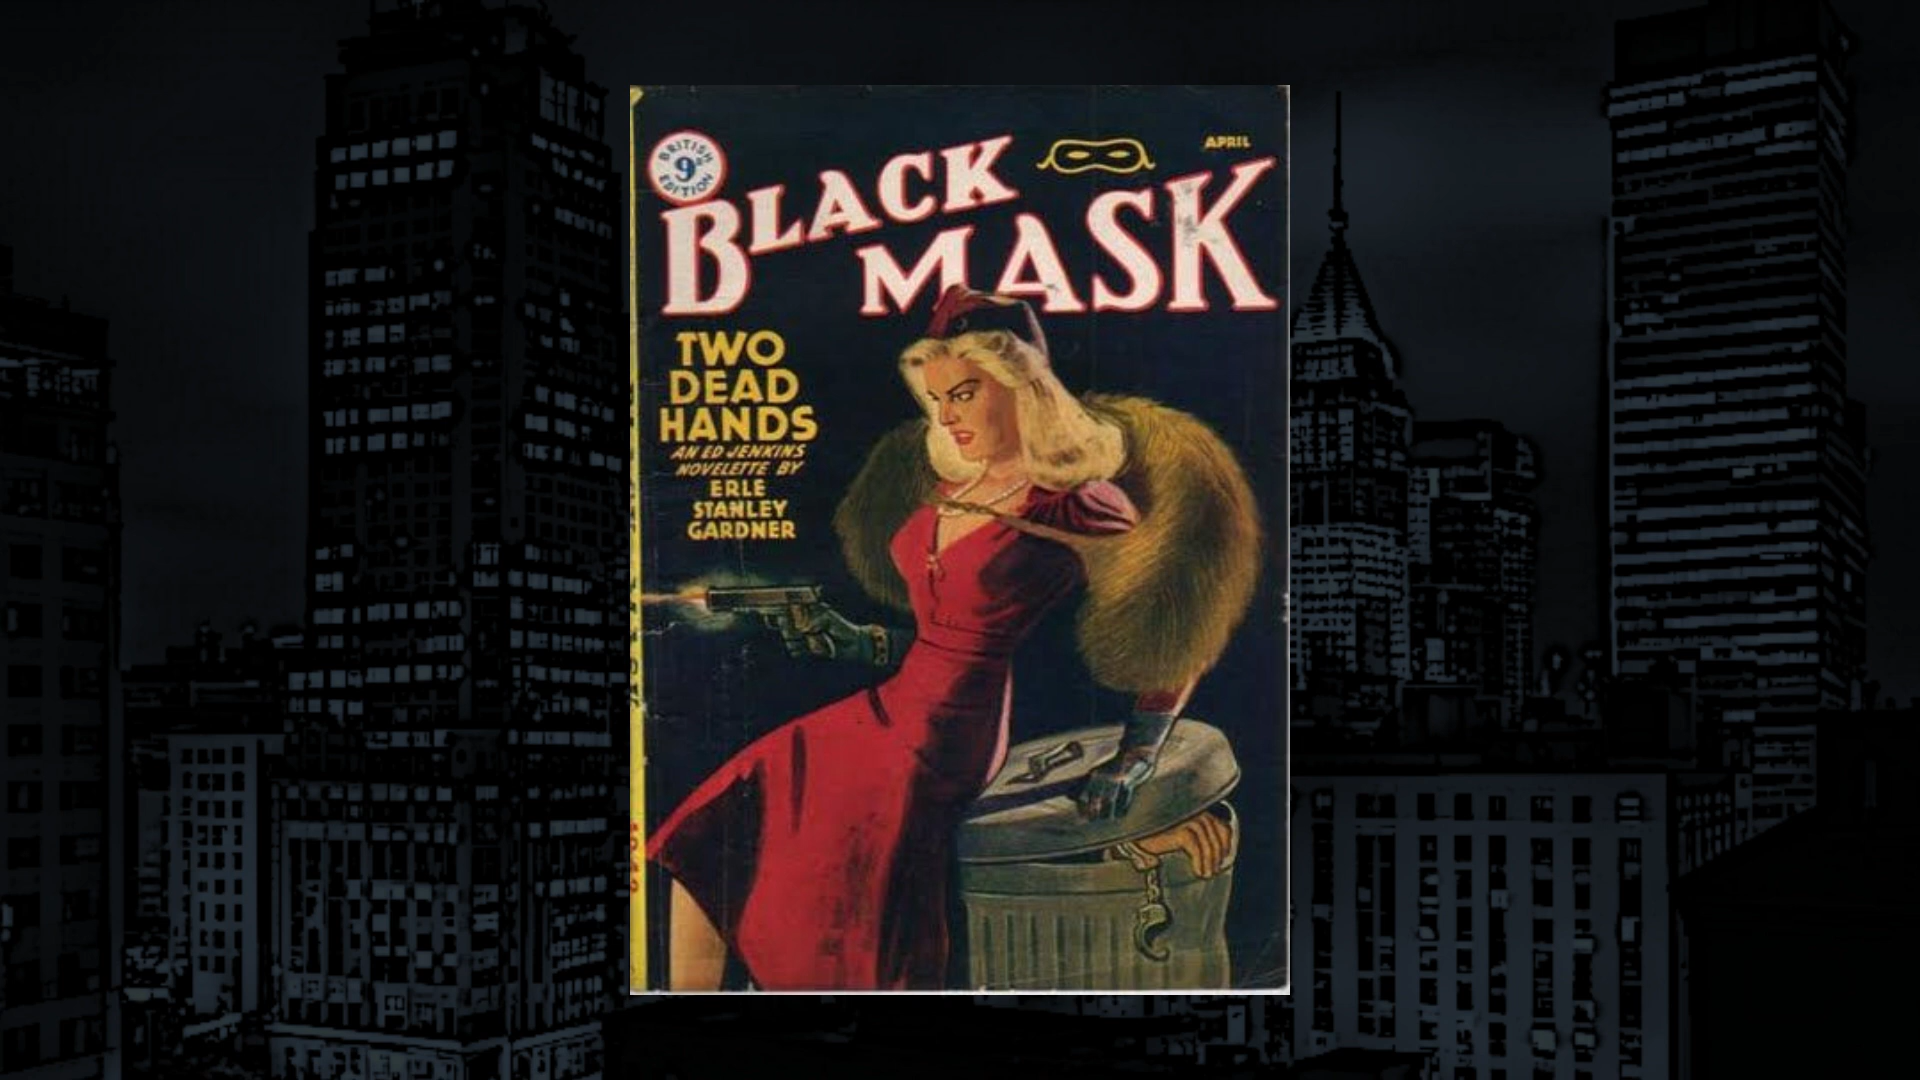 BRITISH
9D
EDITION
APRIL
BLACK
MASK
TWO
DEAD
HANDS
AN ED JENKINS
NOVELETTE BY
ERLE
STANLEY
GARDNER